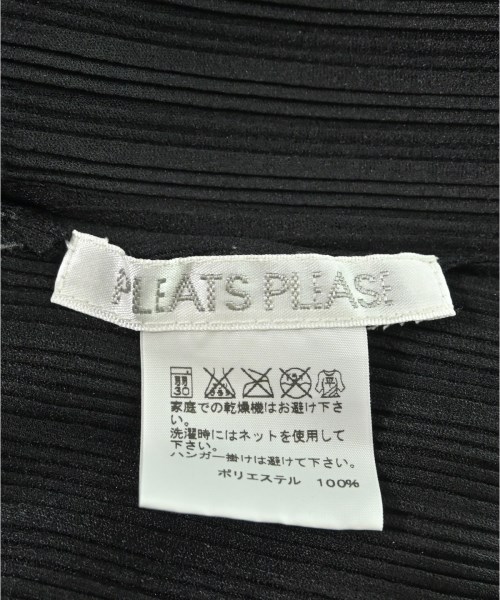 PLEATS PLEASE
30
平
家庭での乾燥機はお避け下さ
い。
洗濯時にはネットを使用して
下さい。
ハンガー掛けは避けて下さい。
ポリエステル 100%